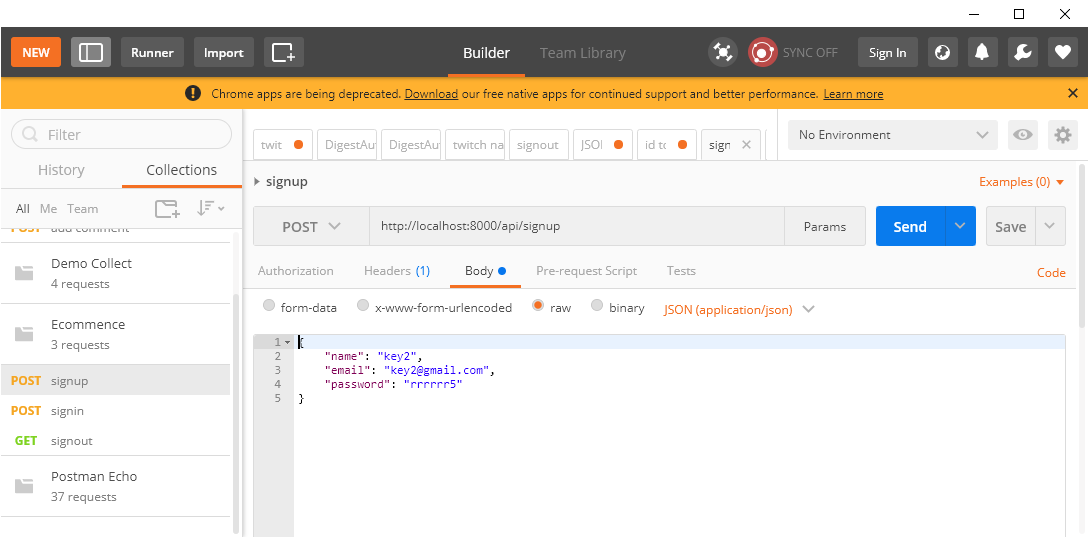 NEW
Runner
Import
Builder
Team Library
SYNC OFF
Sign In
Chrome apps are being deprecated. Download our free native apps for continued support and better performance. Learn more
Filter
History
Collections
All Me Team
POST add comment
Demo Collect
4 requests
Ecommence
3 requests
POST signup
POST signin
GET signout
Postman Echo
37 requests
twit
DigestAut
DigestAut
twitch na
signout
JSON
id to
sign
No Environment
signup
Examples (0)
POST
http://localhost:8000/api/signup
Params
Send
Save
Authorization
Headers (1)
Body
Pre-request Script
Tests
Code
form-data
x-www-form-urlencoded
raw
binary
JSON (application/json)
1 {
2 "name": "key2",
3 "email": "key2@gmail.com",
4 "password": "rrrrrr5"
5 }